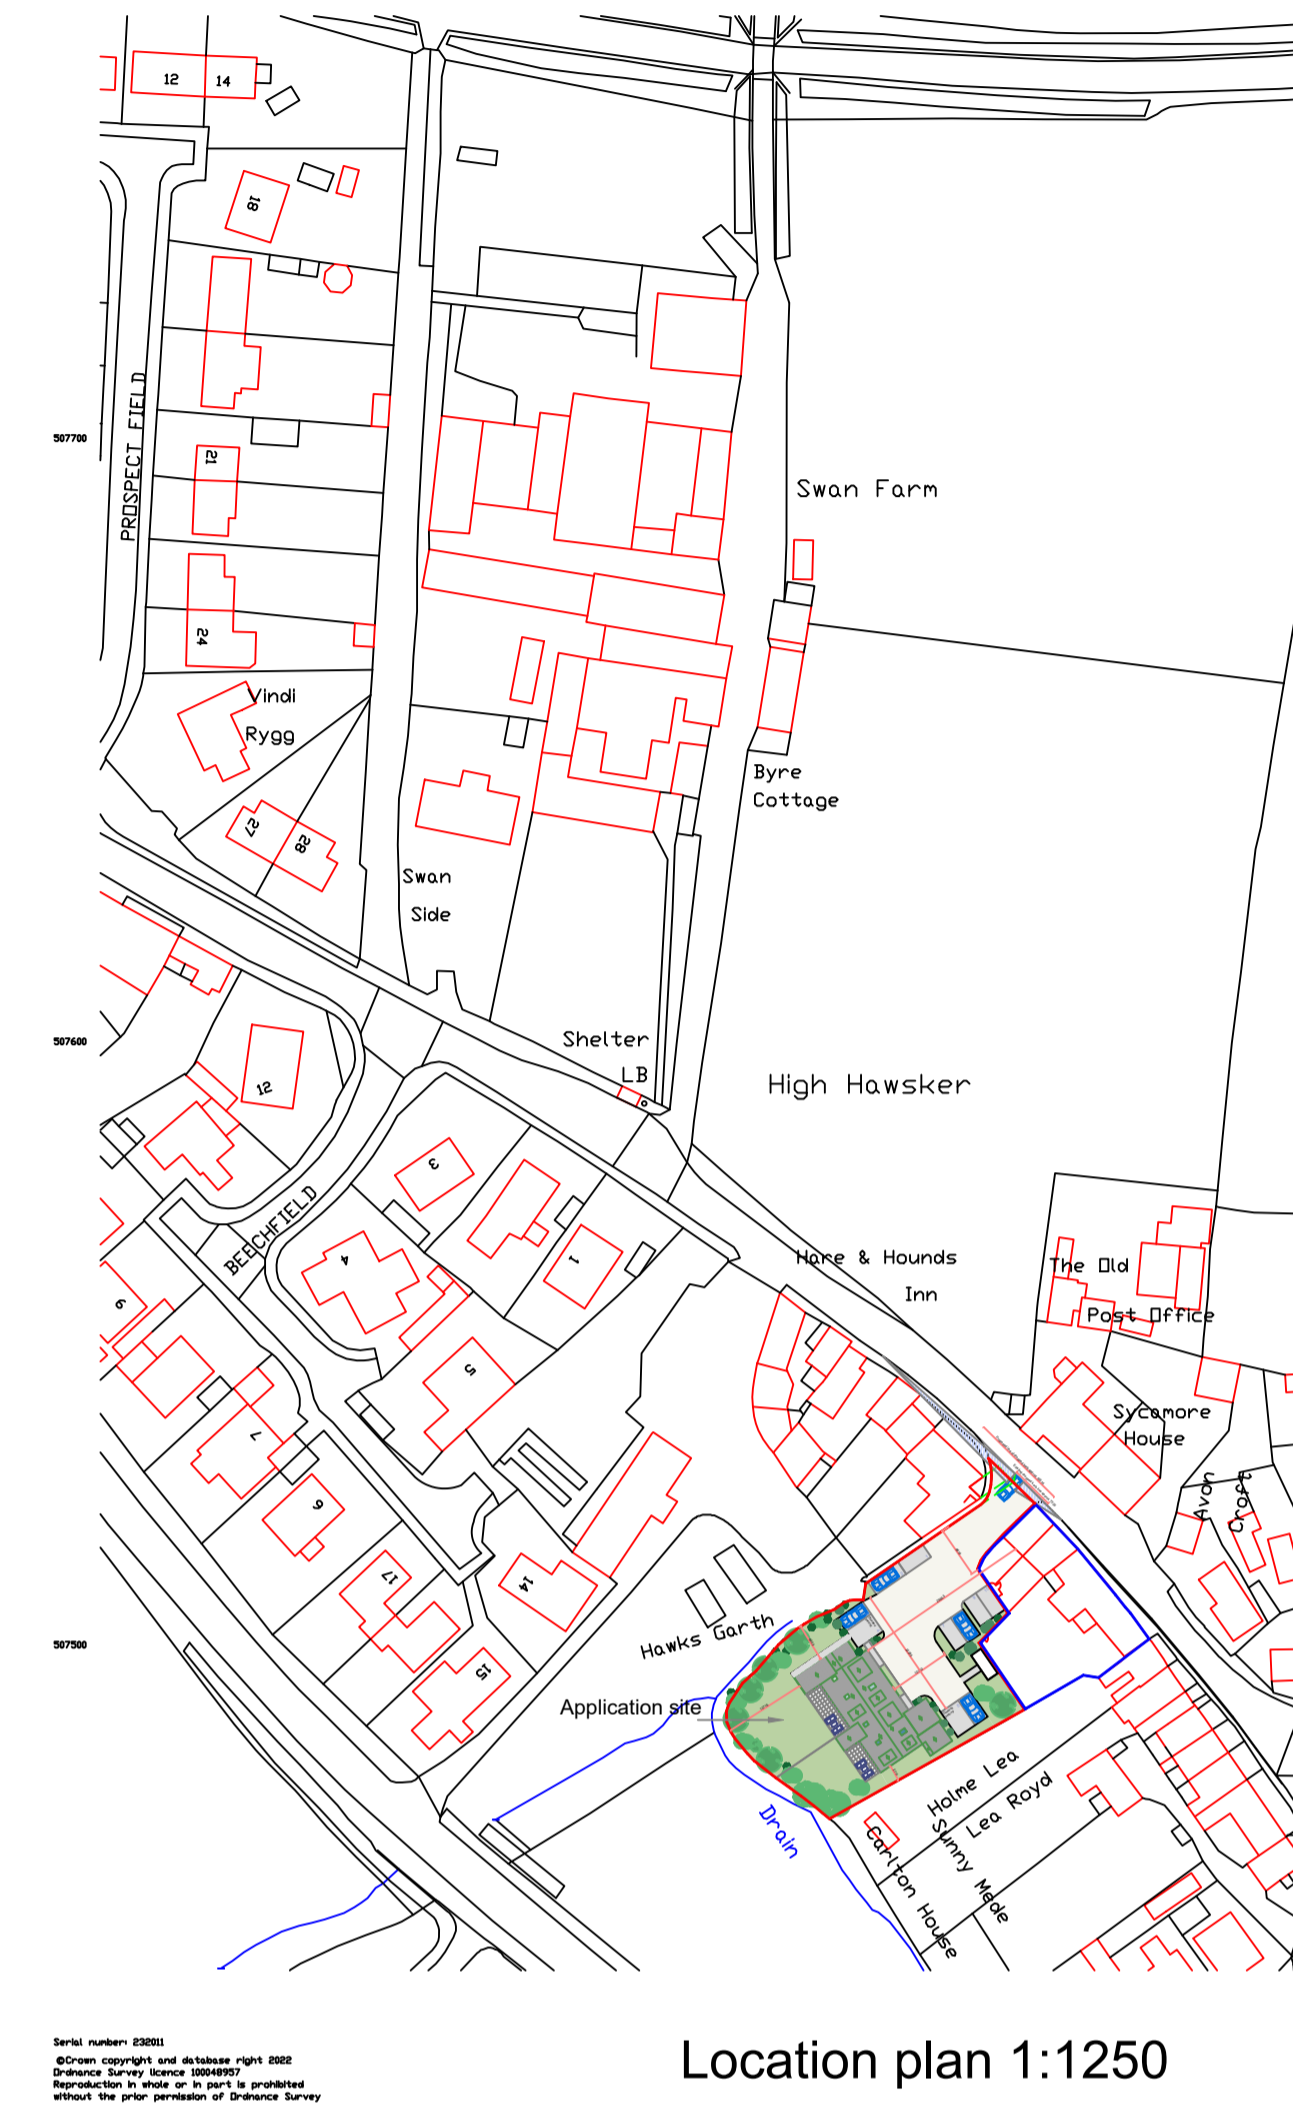 12
14
18
PROSPECT FIELD
507700
21
Swan Farm
24
Vindi
Rygg
Byre
Cottage
27
28
Swan
Side
507600
Shelter
LB
High Hawsker
12
3
BEECHFIELD
1
4
Hare & Hounds
Inn
The Old
Post Office
9
5
Sycamore
House
7
Avon
Croft
6
17
14
507500
Hawks Garth
15
Application site
Drain
Holme Lea
Lea Royd
Sunny Mede
Carlton House
Serial number: 232011
©Crown copyright and database right 2022
Ordnance Survey licence 100048957
Reproduction in whole or in part is prohibited
without the prior permission of Ordnance Survey
Location plan 1:1250